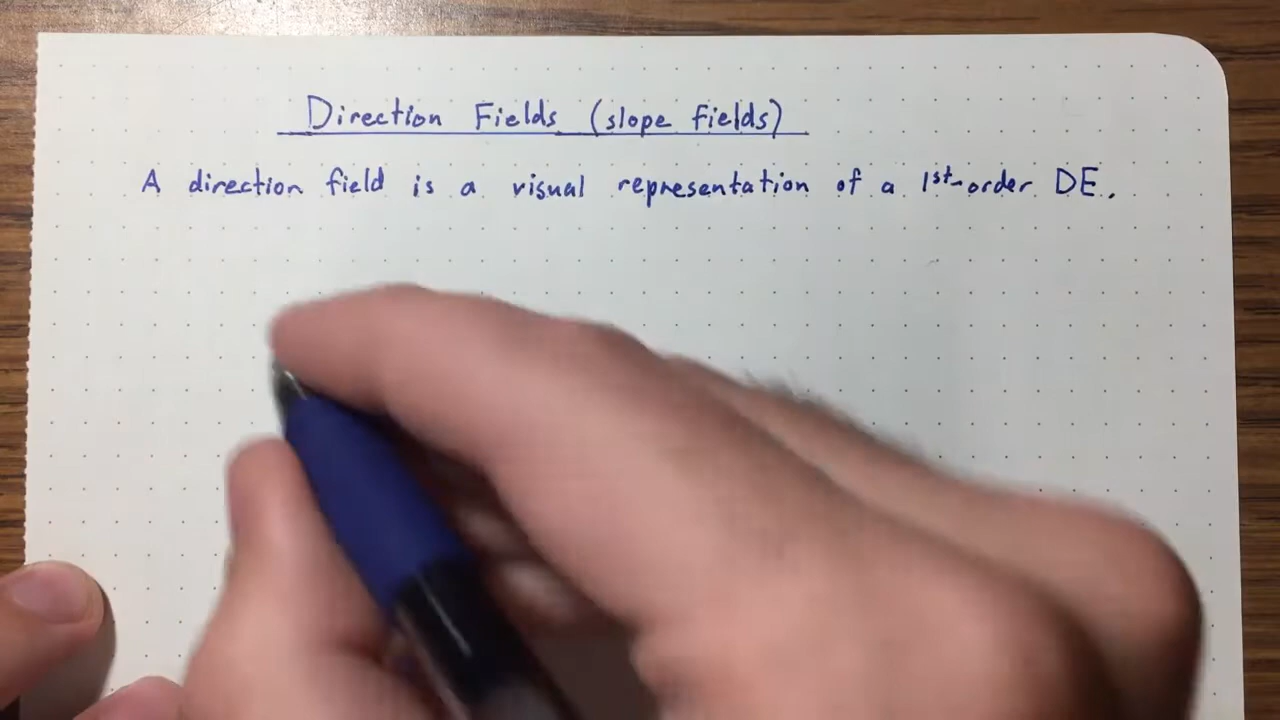 Direction Fields (slope fields)
A direction field is a visual representation of a 1st-order DE.